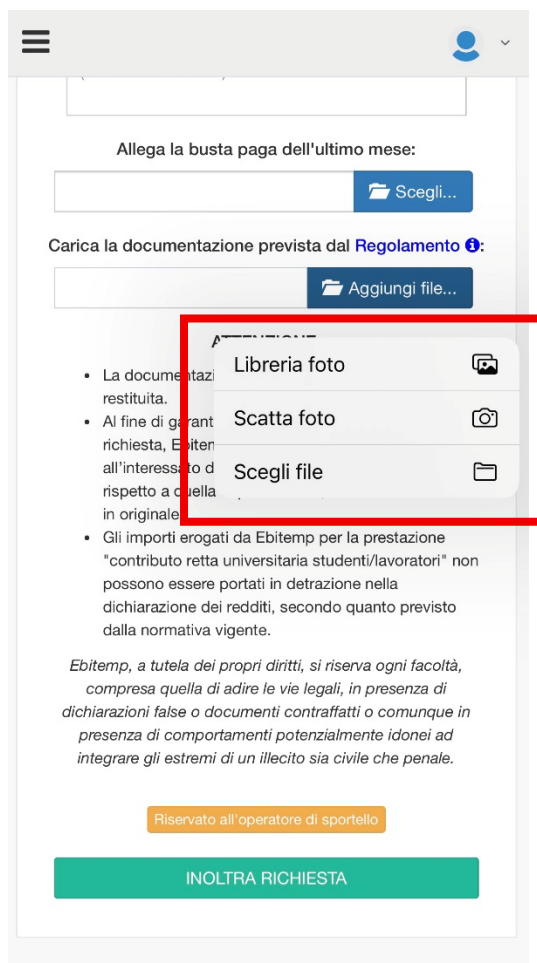 Allega la busta paga dell'ultimo mese:
Scegli...
Carica la documentazione prevista dal Regolamento :
Aggiungi file...
Libreria foto
Scatta foto
Scegli file
• La
restituita.
• Al fine di
richiesta,
all'interessato
rispetto a
in originale
• Gli importi erogati da Ebitemp per la prestazione
"contributo retta universitaria studenti/lavoratori" non
possono essere portati in detrazione nella
dichiarazione dei redditi, secondo quanto previsto
dalla normativa vigente.
Ebitemp, a tutela dei propri diritti, si riserva ogni facoltà,
compresa quella di adire le vie legali, in presenza di
dichiarazioni false o documenti contraffatti o comunque in
presenza di comportamenti potenzialmente idonei ad
integrare gli estremi di un illecito sia civile che penale.
Riservato all'operatore di sportello
INOLTRA RICHIESTA